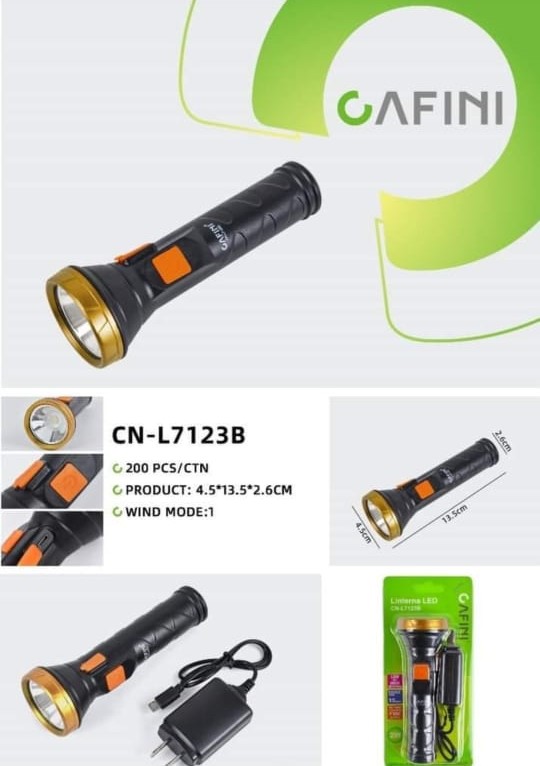 CAFINI
CAFINI
CN-L7123B
200 PCS/CTN
PRODUCT: 4.5*13.5*2.6CM
WIND MODE:1
2.6cm
13.5cm
4.5cm
Linterna LED
CN-L7123B
CAFINI